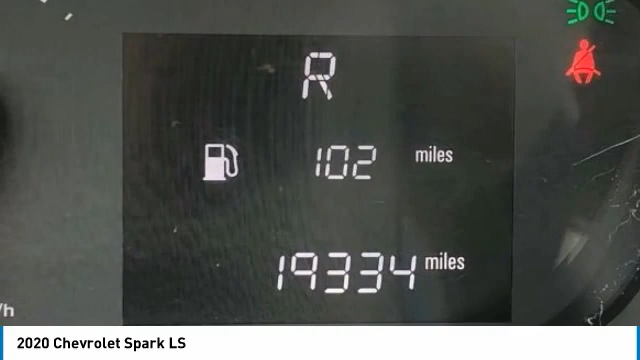 R
102 miles
19334 miles
/h
2020 Chevrolet Spark LS